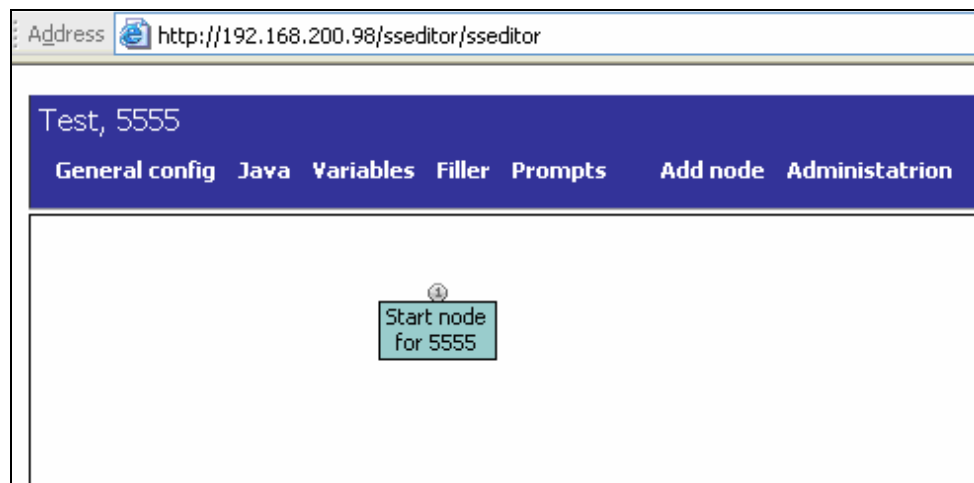 Address http://192.168.200.98/sseditor/sseditor
Test, 5555
General config Java Variables Filler Prompts Add node Administatrion
1
Start node
for 5555